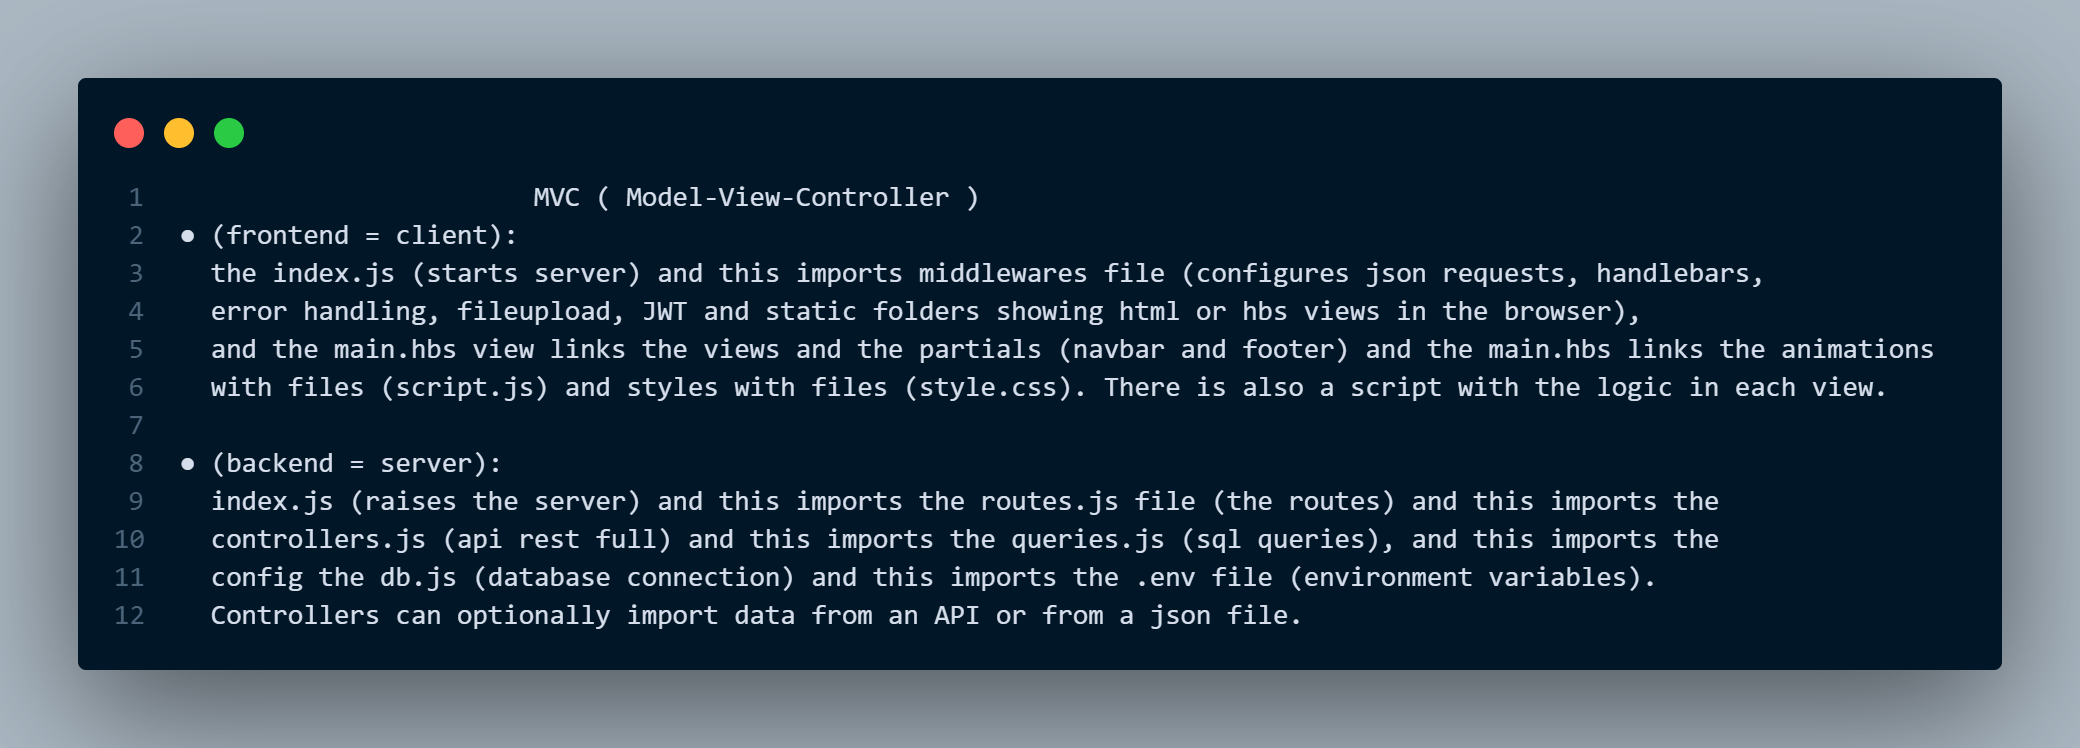 1 MVC ( Model-View-Controller )
2 • (frontend = client):
3 the index.js (starts server) and this imports middlewares file (configures json requests, handlebars,
4 error handling, fileupload, JWT and static folders showing html or hbs views in the browser),
5 and the main.hbs view links the views and the partials (navbar and footer) and the main.hbs links the animations
6 with files (script.js) and styles with files (style.css). There is also a script with the logic in each view.
7
8 • (backend = server):
9 index.js (raises the server) and this imports the routes.js file (the routes) and this imports the
10 controllers.js (api rest full) and this imports the queries.js (sql queries), and this imports the
11 config the db.js (database connection) and this imports the .env file (environment variables).
12 Controllers can optionally import data from an API or from a json file.